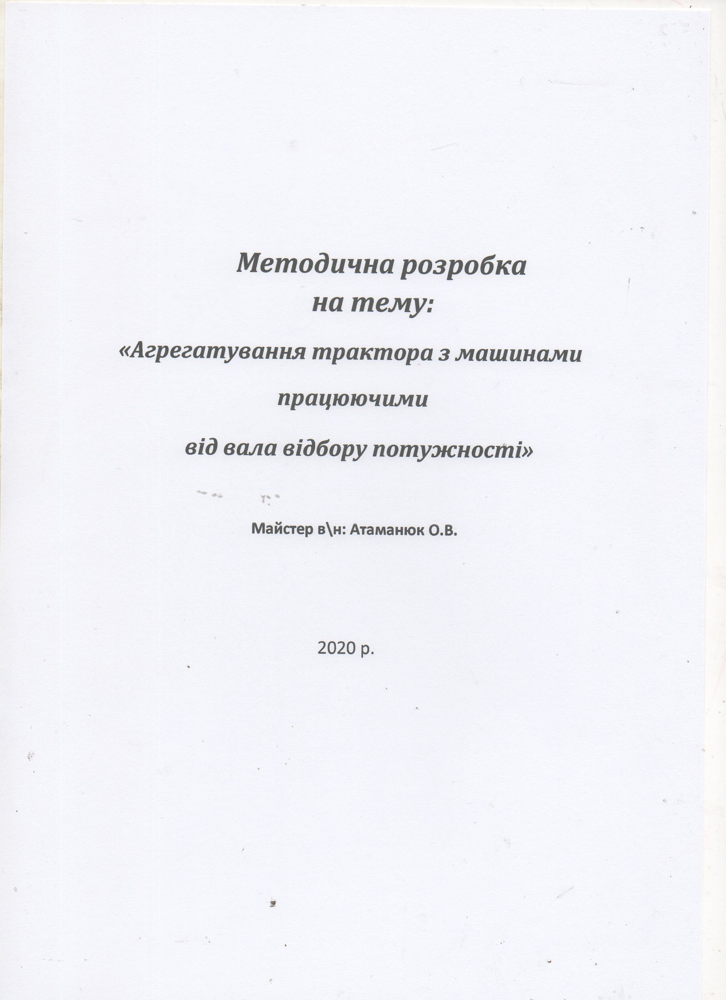 Методична розробка
на тему:
«Агрегатування трактора з машинами
працюючими
від вала відбору потужності»
Майстер в\н: Атаманюк О.В.
2020 р.